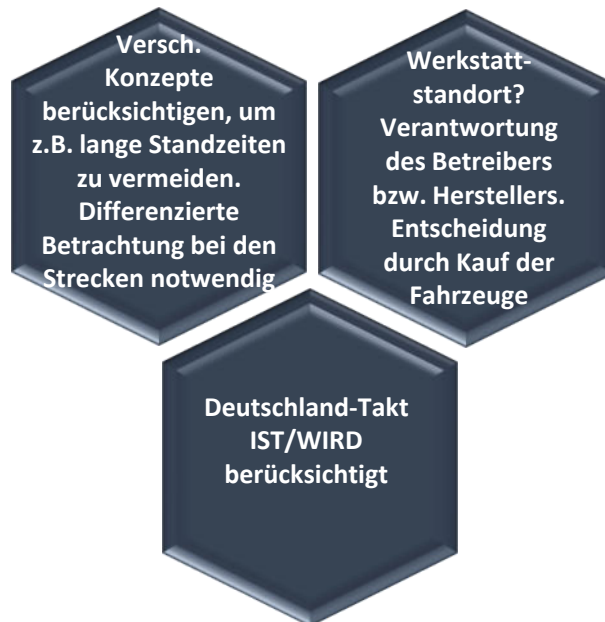 Versch.
Konzepte
berücksichtigen, um
z.B. lange Standzeiten
zu vermeiden.
Differenzierte
Betrachtung bei den
Strecken notwendig
Werkstatt-
standort?
Verantwortung
des Betreibers
bzw. Herstellers.
Entscheidung
durch Kauf der
Fahrzeuge
Deutschland-Takt
IST/WIRD
berücksichtigt